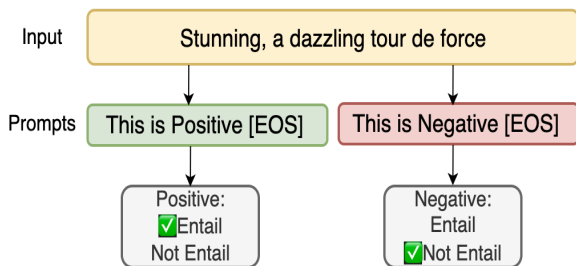 Input
Stunning, a dazzling tour de force
Prompts
This is Positive [EOS]
This is Negative [EOS]
Positive:
✅Entail
Not Entail
Negative:
Entail
✅Not Entail